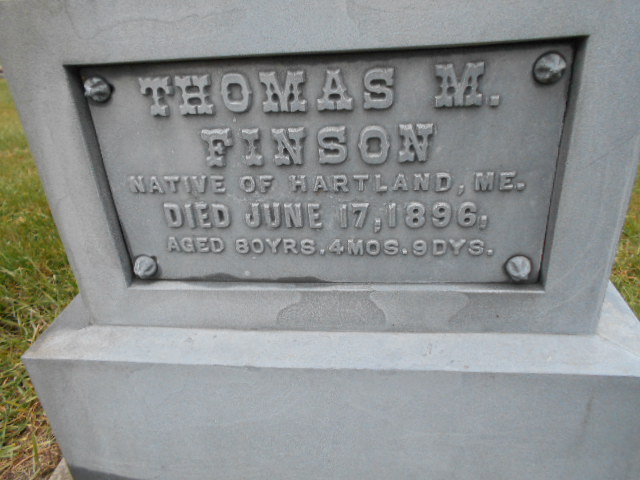 THOMAS M.
FINSON
NATIVE OF HARTLAND, ME.
DIED JUNE 17, 1896,
AGED 80YRS. 4MOS. 9DYS.